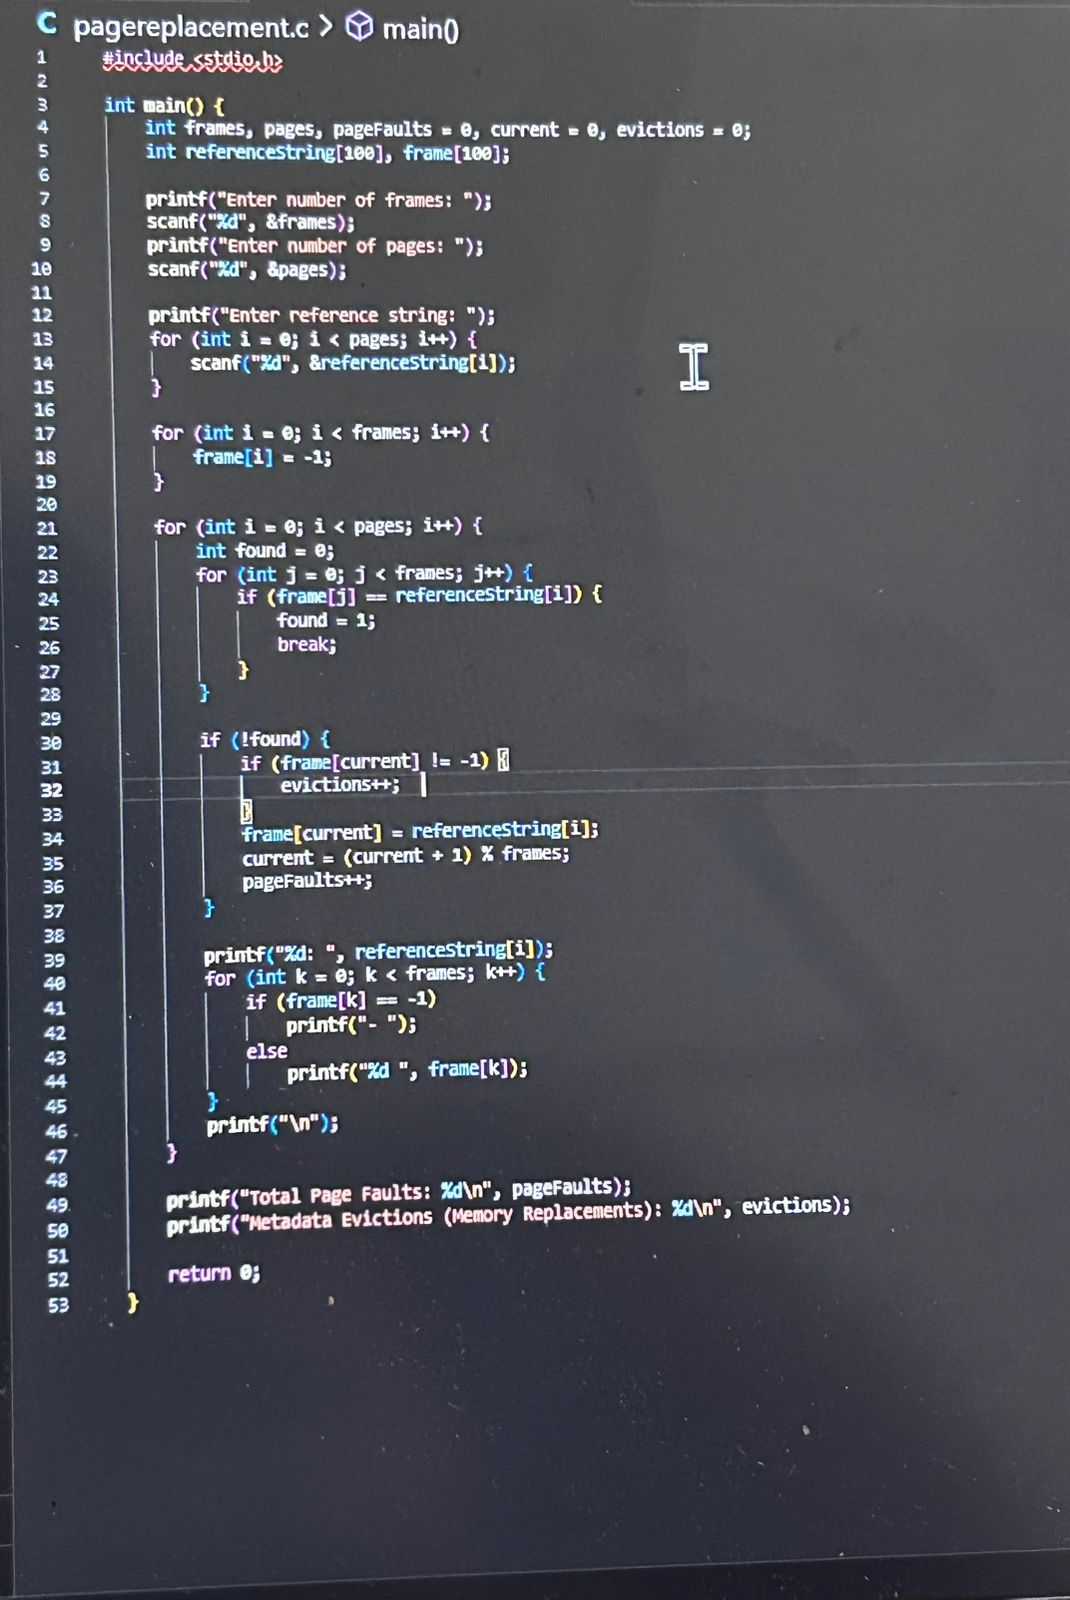 C pagereplacement.c > main()
1 #include <stdio.h>
2
3 int main() {
4 int frames, pages, pageFaults = 0, current = 0, evictions = 0;
5 int referenceString[100], frame[100];
6
7 printf("Enter number of frames: ");
8 scanf("%d", &frames);
9 printf("Enter number of pages: ");
10 scanf("%d", &pages);
11
12 printf("Enter reference string: ");
13 for (int i = 0; i < pages; i++) {
14 scanf("%d", &referenceString[i]);
15 }
16
17 for (int i = 0; i < frames; i++) {
18 frame[i] = -1;
19 }
20
21 for (int i = 0; i < pages; i++) {
22 int found = 0;
23 for (int j = 0; j < frames; j++) {
24 if (frame[j] == referenceString[i]) {
25 found = 1;
26 break;
27 }
28 }
29
30 if (!found) {
31 if (frame[current] != -1) {
32 evictions++;
33 }
34 frame[current] = referenceString[i];
35 current = (current + 1) % frames;
36 pageFaults++;
37 }
38
39 printf("%d: ", referenceString[i]);
40 for (int k = 0; k < frames; k++) {
41 if (frame[k] == -1)
42 printf("- ");
43 else
44 printf("%d ", frame[k]);
45 }
46 printf("\n");
47 }
48
49 printf("Total Page Faults: %d\n", pageFaults);
50 printf("Metadata Evictions (Memory Replacements): %d\n", evictions);
51
52 return 0;
53 }